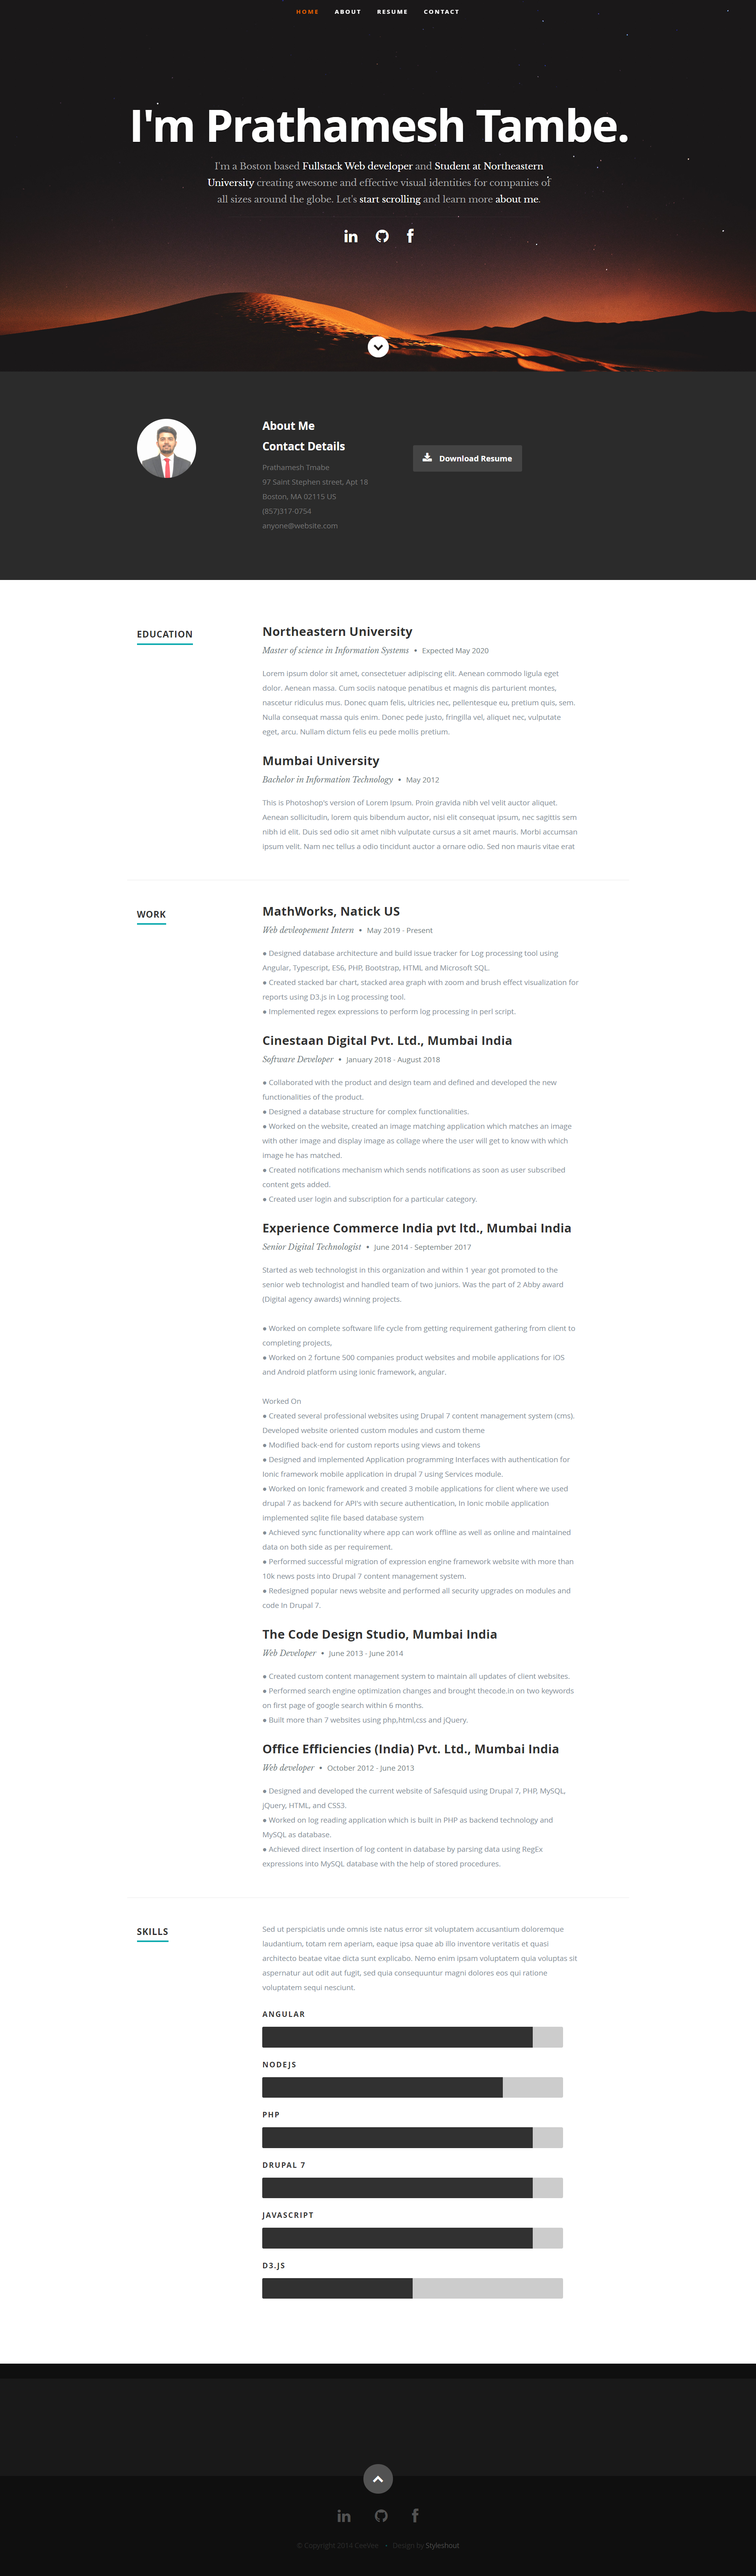 HOME ABOUT RESUME CONTACT
I'm Prathamesh Tambe.
I'm a Boston based Fullstack Web developer and Student at Northeastern
University creating awesome and effective visual identities for companies of
all sizes around the globe. Let's start scrolling and learn more about me.
About Me
Contact Details
Prathamesh Tmabe
97 Saint Stephen street, Apt 18
Boston, MA 02115 US
(857)317-0754
anyone@website.com
Download Resume
EDUCATION
Northeastern University
Master of science in Information Systems • Expected May 2020
Lorem ipsum dolor sit amet, consectetuer adipiscing elit. Aenean commodo ligula eget
dolor. Aenean massa. Cum sociis natoque penatibus et magnis dis parturient montes,
nascetur ridiculus mus. Donec quam felis, ultricies nec, pellentesque eu, pretium quis, sem.
Nulla consequat massa quis enim. Donec pede justo, fringilla vel, aliquet nec, vulputate
eget, arcu. Nullam dictum felis eu pede mollis pretium.
Mumbai University
Bachelor in Information Technology • May 2012
This is Photoshop's version of Lorem Ipsum. Proin gravida nibh vel velit auctor aliquet.
Aenean sollicitudin, lorem quis bibendum auctor, nisi elit consequat ipsum, nec sagittis sem
nibh id elit. Duis sed odio sit amet nibh vulputate cursus a sit amet mauris. Morbi accumsan
ipsum velit. Nam nec tellus a odio tincidunt auctor a ornare odio. Sed non mauris vitae erat
WORK
MathWorks, Natick US
Web devleopement Intern • May 2019 - Present
● Designed database architecture and build issue tracker for Log processing tool using
Angular, Typescript, ES6, PHP, Bootstrap, HTML and Microsoft SQL.
● Created stacked bar chart, stacked area graph with zoom and brush effect visualization for
reports using D3.js in Log processing tool.
● Implemented regex expressions to perform log processing in perl script.
Cinestaan Digital Pvt. Ltd., Mumbai India
Software Developer • January 2018 - August 2018
● Collaborated with the product and design team and defined and developed the new
functionalities of the product.
● Designed a database structure for complex functionalities.
● Worked on the website, created an image matching application which matches an image
with other image and display image as collage where the user will get to know with which
image he has matched.
● Created notifications mechanism which sends notifications as soon as user subscribed
content gets added.
● Created user login and subscription for a particular category.
Experience Commerce India pvt ltd., Mumbai India
Senior Digital Technologist • June 2014 - September 2017
Started as web technologist in this organization and within 1 year got promoted to the
senior web technologist and handled team of two juniors. Was the part of 2 Abby award
(Digital agency awards) winning projects.
● Worked on complete software life cycle from getting requirement gathering from client to
completing projects,
● Worked on 2 fortune 500 companies product websites and mobile applications for iOS
and Android platform using ionic framework, angular.
Worked On
● Created several professional websites using Drupal 7 content management system (cms).
Developed website oriented custom modules and custom theme
● Modified back-end for custom reports using views and tokens
● Designed and implemented Application programming Interfaces with authentication for
Ionic framework mobile application in drupal 7 using Services module.
● Worked on Ionic framework and created 3 mobile applications for client where we used
drupal 7 as backend for API's with secure authentication, In Ionic mobile application
implemented sqlite file based database system
● Achieved sync functionality where app can work offline as well as online and maintained
data on both side as per requirement.
● Performed successful migration of expression engine framework website with more than
10k news posts into Drupal 7 content management system.
● Redesigned popular news website and performed all security upgrades on modules and
code In Drupal 7.
The Code Design Studio, Mumbai India
Web Developer • June 2013 - June 2014
● Created custom content management system to maintain all updates of client websites.
● Performed search engine optimization changes and brought thecode.in on two keywords
on first page of google search within 6 months.
● Built more than 7 websites using php,html,css and jQuery.
Office Efficiencies (India) Pvt. Ltd., Mumbai India
Web developer • October 2012 - June 2013
● Designed and developed the current website of Safesquid using Drupal 7, PHP, MySQL,
jQuery, HTML, and CSS3.
● Worked on log reading application which is built in PHP as backend technology and
MySQL as database.
● Achieved direct insertion of log content in database by parsing data using RegEx
expressions into MySQL database with the help of stored procedures.
SKILLS
Sed ut perspiciatis unde omnis iste natus error sit voluptatem accusantium doloremque
laudantium, totam rem aperiam, eaque ipsa quae ab illo inventore veritatis et quasi
architecto beatae vitae dicta sunt explicabo. Nemo enim ipsam voluptatem quia voluptas sit
aspernatur aut odit aut fugit, sed quia consequuntur magni dolores eos qui ratione
voluptatem sequi nesciunt.
ANGULAR
NODEJS
PHP
DRUPAL 7
JAVASCRIPT
D3.JS
© Copyright 2014 CeeVee • Design by Styleshout